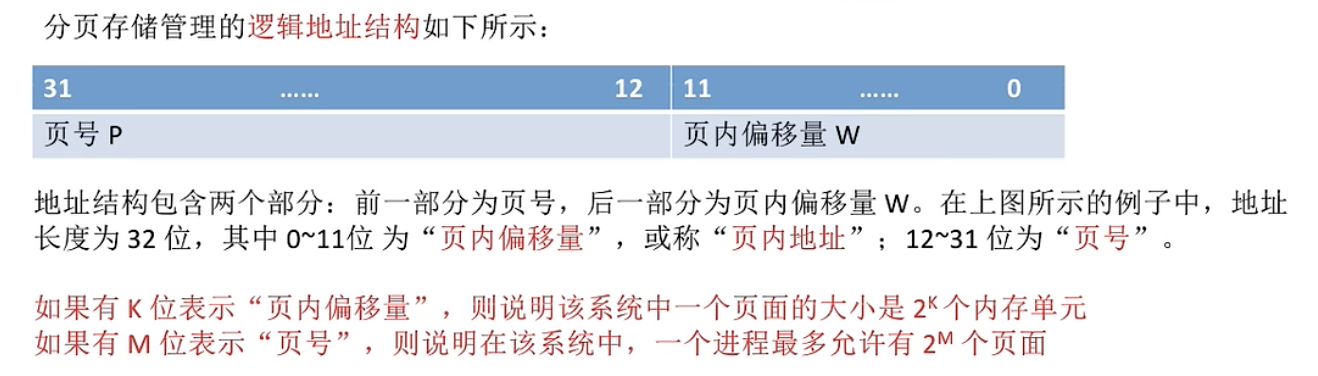 分页存储管理的逻辑地址结构如下所示：
31 …… 12 11 …… 0
页号 P 页内偏移量 W
地址结构包含两个部分：前一部分为页号，后一部分为页内偏移量 W。在上图所示的例子中，地址
长度为 32 位，其中 0~11位 为“页内偏移量”，或称“页内地址”；12~31 位为“页号”。
如果有 K 位表示“页内偏移量”，则说明该系统中一个页面的大小是 2ᴷ 个内存单元
如果有 M 位表示“页号”，则说明在该系统中，一个进程最多允许有 2ᴹ 个页面